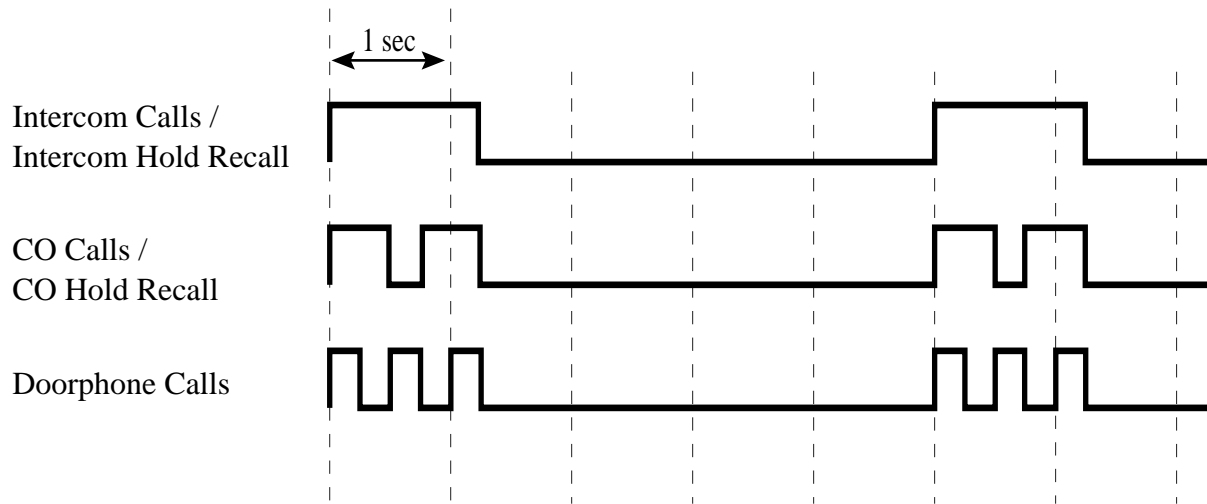 1 sec
Intercom Calls /
Intercom Hold Recall
CO Calls /
CO Hold Recall
Doorphone Calls